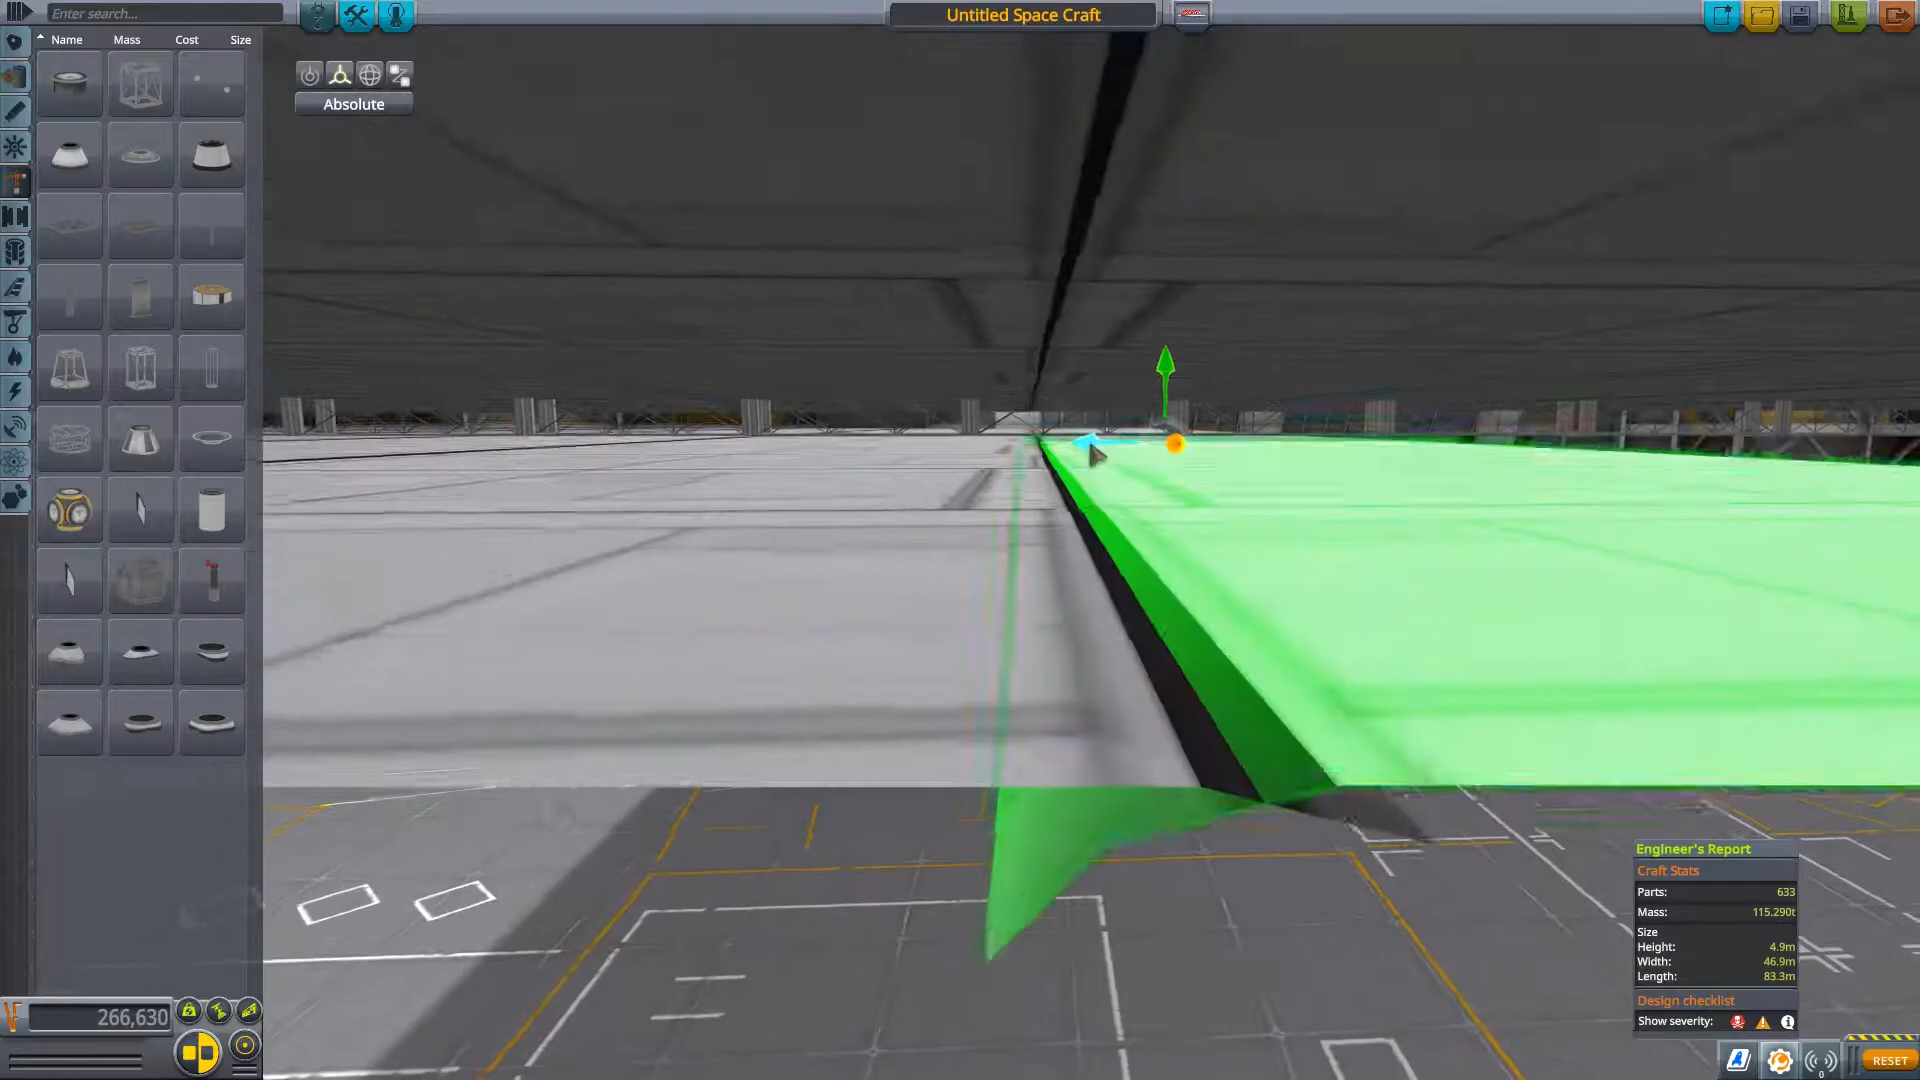 Enter search...
Untitled Space Craft
Name Mass Cost Size
Absolute
Engineer's Report
Craft Stats
Parts: 633
Mass: 115.290t
Size
Height: 4.9m
Width: 46.9m
Length: 83.3m
Design checklist
Show severity:
266,630
0
RESET